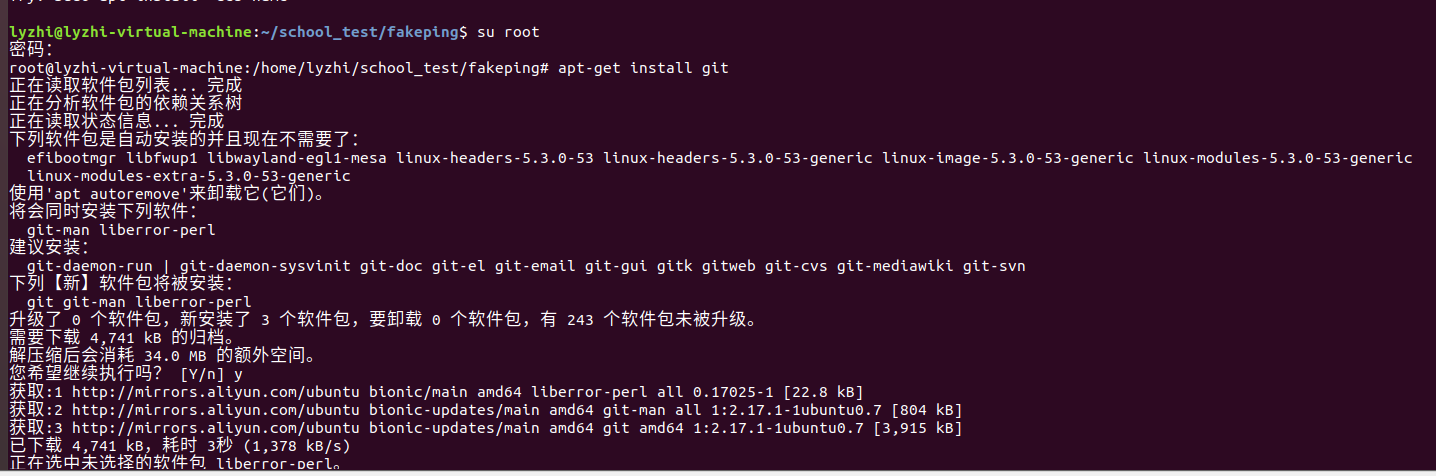 lyzhi@lyzhi-virtual-machine:~/school_test/fakeping$ su root
密码：
root@lyzhi-virtual-machine:/home/lyzhi/school_test/fakeping# apt-get install git
正在读取软件包列表... 完成
正在分析软件包的依赖关系树
正在读取状态信息... 完成
下列软件包是自动安装的并且现在不需要了：
  efibootmgr libfwup1 libwayland-egl1-mesa linux-headers-5.3.0-53 linux-headers-5.3.0-53-generic linux-image-5.3.0-53-generic linux-modules-5.3.0-53-generic
  linux-modules-extra-5.3.0-53-generic
使用'apt autoremove'来卸载它(它们)。
将会同时安装下列软件：
  git-man liberror-perl
建议安装：
  git-daemon-run | git-daemon-sysvinit git-doc git-el git-email git-gui gitk gitweb git-cvs git-mediawiki git-svn
下列【新】软件包将被安装：
  git git-man liberror-perl
升级了 0 个软件包，新安装了 3 个软件包，要卸载 0 个软件包，有 243 个软件包未被升级。
需要下载 4,741 kB 的归档。
解压缩后会消耗 34.0 MB 的额外空间。
您希望继续执行吗？ [Y/n] y
获取:1 http://mirrors.aliyun.com/ubuntu bionic/main amd64 liberror-perl all 0.17025-1 [22.8 kB]
获取:2 http://mirrors.aliyun.com/ubuntu bionic-updates/main amd64 git-man all 1:2.17.1-1ubuntu0.7 [804 kB]
获取:3 http://mirrors.aliyun.com/ubuntu bionic-updates/main amd64 git amd64 1:2.17.1-1ubuntu0.7 [3,915 kB]
已下载 4,741 kB，耗时 3秒 (1,378 kB/s)
正在选中未选择的软件包 liberror-perl。